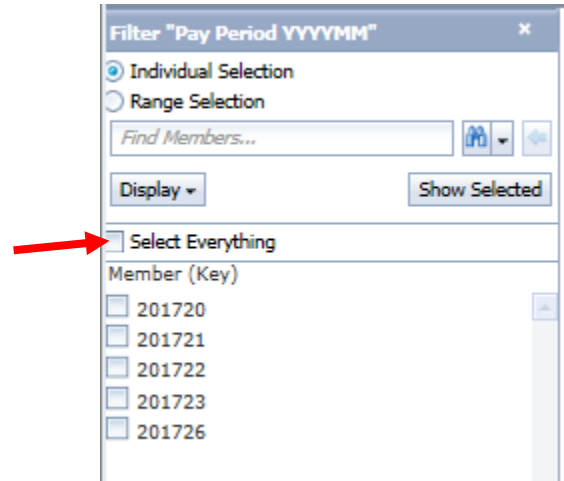 Filter "Pay Period YYYYMM" ×
Individual Selection
Range Selection
Find Members...
Display Show Selected
Select Everything
Member (Key)
201720
201721
201722
201723
201726